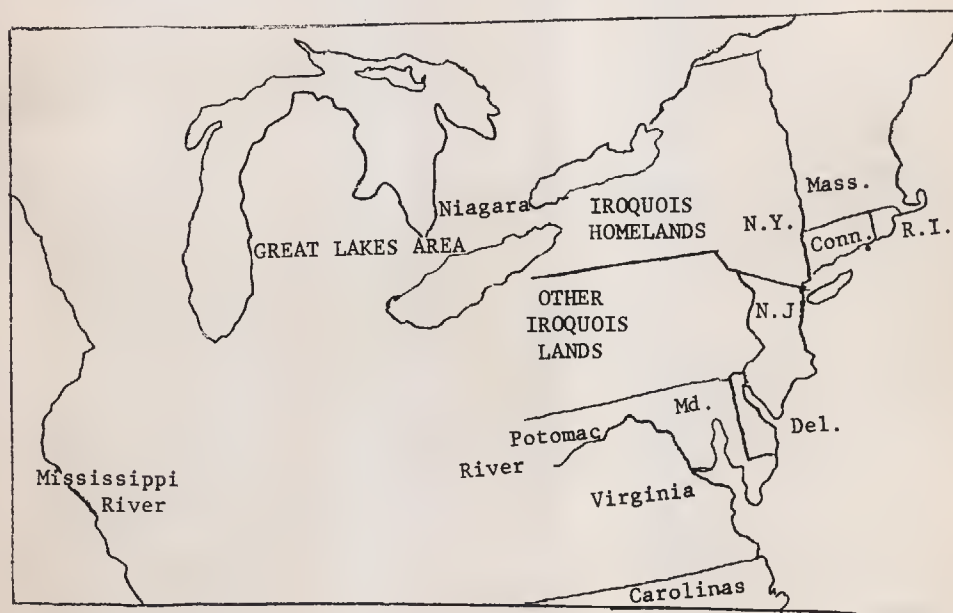 Mass.
Niagara
IROQUOIS
HOMELANDS
N.Y.
Conn.
R.I.
GREAT LAKES AREA
OTHER
IROQUOIS
LANDS
N.J
Md.
Del.
Potomac
River
Mississippi
River
Virginia
Carolinas